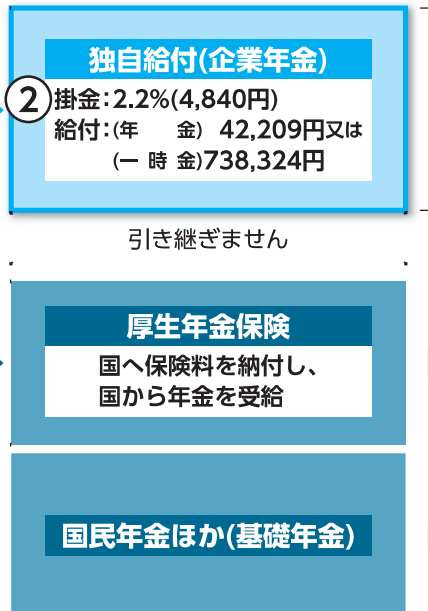 独自給付(企業年金)
②掛金:2.2%(4,840円)
給付:(年 金) 42,209円又は
(一 時 金)738,324円
引き継ぎません
厚生年金保険
国へ保険料を納付し、
国から年金を受給
国民年金ほか(基礎年金)